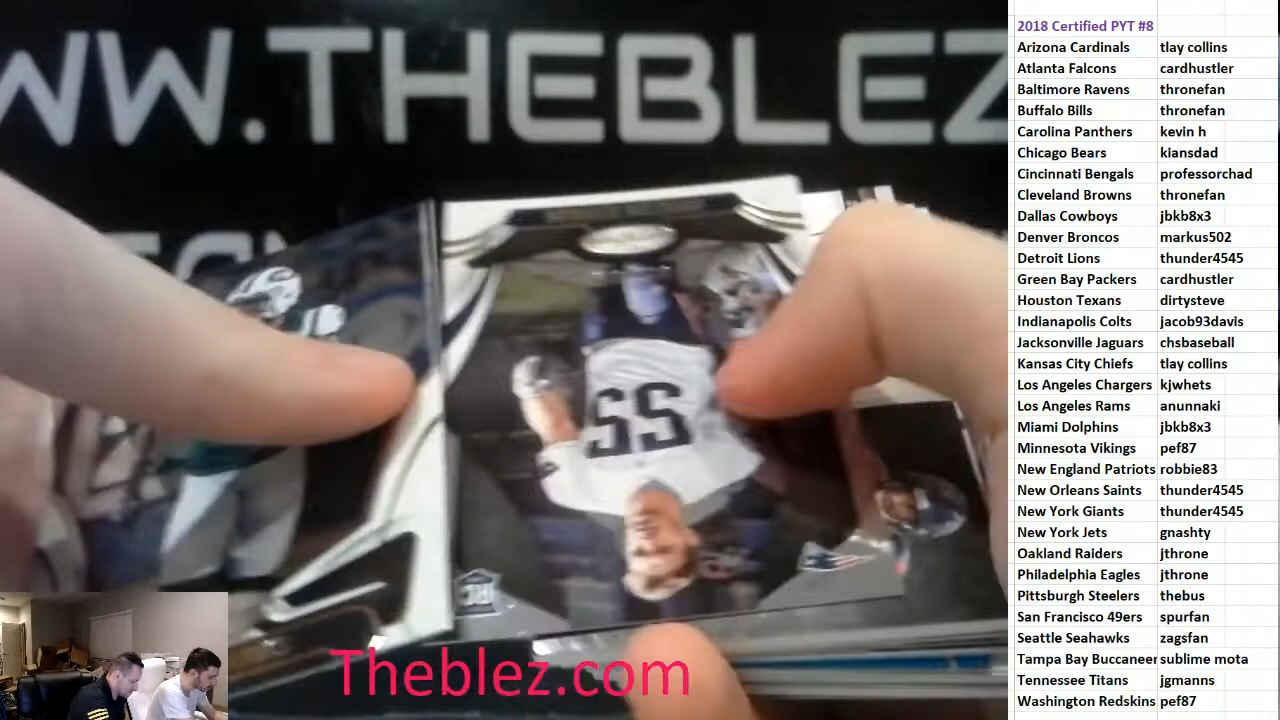 WW.THEBLEZ
55
RC
Theblez.com
2018 Certified PYT #8
Arizona Cardinals tlay collins
Atlanta Falcons cardhustler
Baltimore Ravens thronefan
Buffalo Bills thronefan
Carolina Panthers kevin h
Chicago Bears kiansdad
Cincinnati Bengals professorchad
Cleveland Browns thronefan
Dallas Cowboys jbkb8x3
Denver Broncos markus502
Detroit Lions thunder4545
Green Bay Packers cardhustler
Houston Texans dirtysteve
Indianapolis Colts jacob93davis
Jacksonville Jaguars chsbaseball
Kansas City Chiefs tlay collins
Los Angeles Chargers kjwhets
Los Angeles Rams anunnaki
Miami Dolphins jbkb8x3
Minnesota Vikings pef87
New England Patriots robbie83
New Orleans Saints thunder4545
New York Giants thunder4545
New York Jets gnashty
Oakland Raiders jthrone
Philadelphia Eagles jthrone
Pittsburgh Steelers thebus
San Francisco 49ers spurfan
Seattle Seahawks zagsfan
Tampa Bay Buccaneer sublime mota
Tennessee Titans jgmanns
Washington Redskins pef87